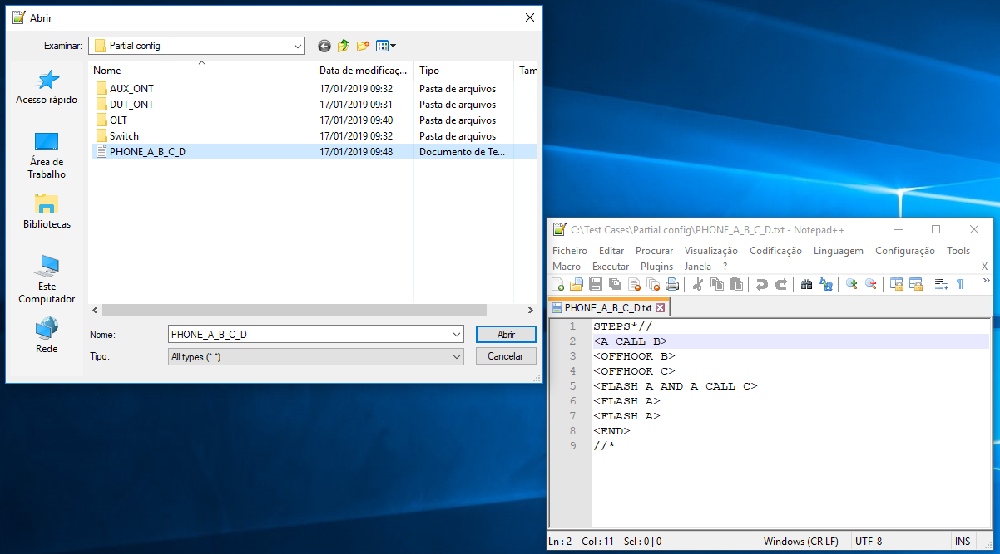 Abrir
Examinar: Partial config
Nome Data de modificaç... Tipo Tam
AUX_ONT 17/01/2019 09:32 Pasta de arquivos
DUT_ONT 17/01/2019 09:31 Pasta de arquivos
OLT 17/01/2019 09:40 Pasta de arquivos
Switch 17/01/2019 09:32 Pasta de arquivos
PHONE_A_B_C_D 17/01/2019 09:48 Documento de Te...
Acesso rápido
Área de
Trabalho
Bibliotecas
Este
Computador
Rede
Nome: PHONE_A_B_C_D Abrir
Tipo: All types (*.*) Cancelar
C:\Test Cases\Partial config\PHONE_A_B_C_D.txt - Notepad++
Ficheiro Editar Procurar Visualização Codificação Linguagem Configuração Tools
Macro Executar Plugins Janela ? X
PHONE_A_B_C_D.txt
1 STEPS*//
2 <A CALL B>
3 <OFFHOOK B>
4 <OFFHOOK C>
5 <FLASH A AND A CALL C>
6 <FLASH A>
7 <FLASH A>
8 <END>
9 //*
Ln : 2 Col : 11 Sel : 0 | 0 Windows (CR LF) UTF-8 INS